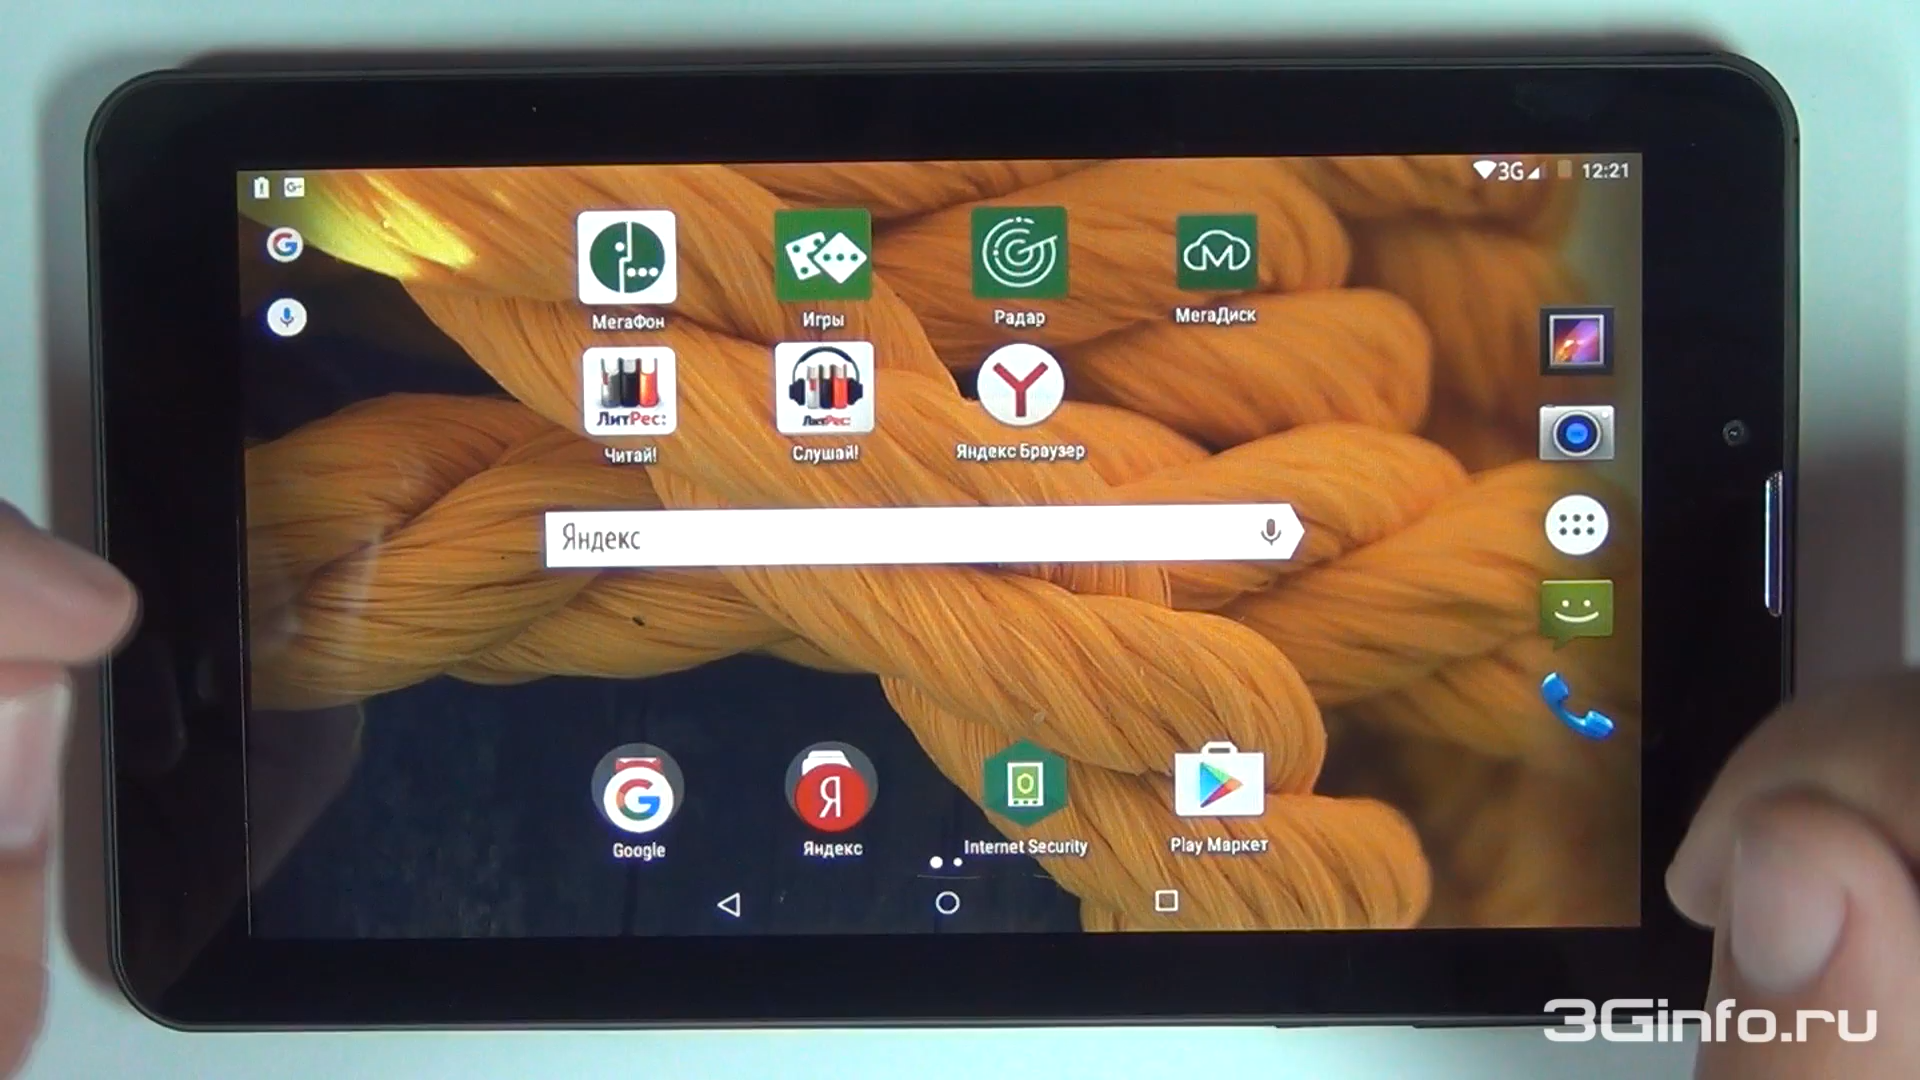 3G 12:21
МегаФон Игры Радар МегаДиск
ЛитРес: ЛитРес:
Читай! Слушай! Яндекс Браузер
Яндекс
Я
Google Яндекс Internet Security Play Маркет
3Ginfo.ru